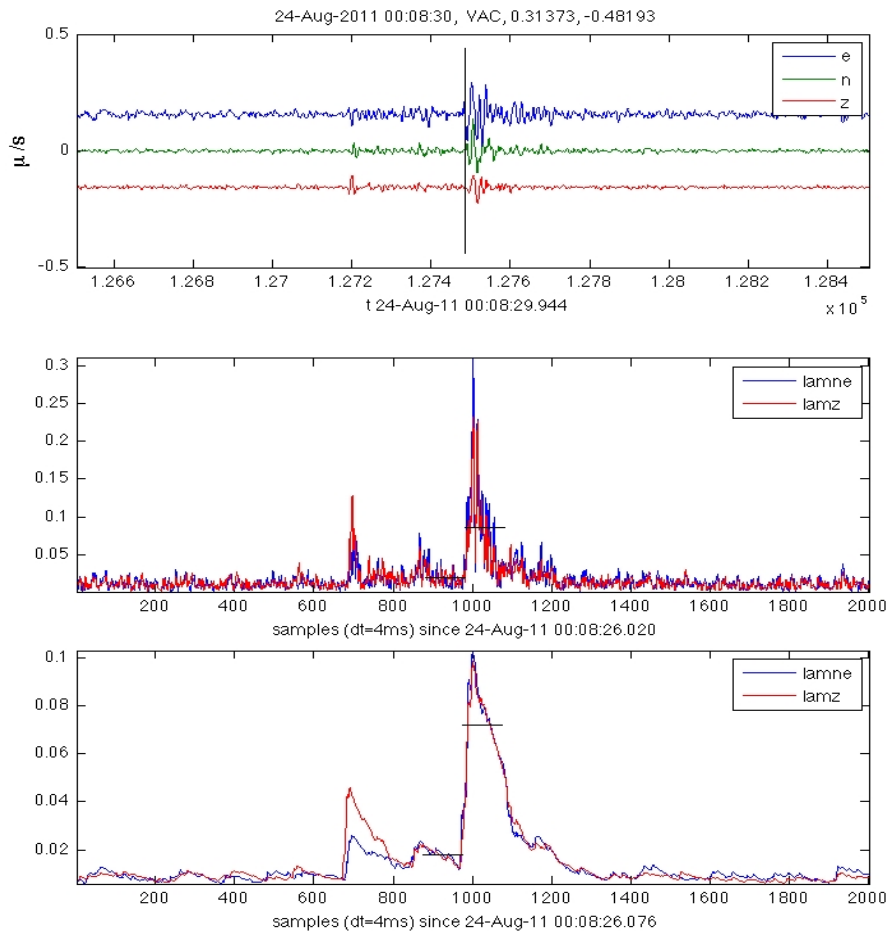 24-Aug-2011 00:08:30, VAC, 0.31373, -0.48193
0.5
e
n
z
μ /s
0
-0.5
1.266 1.268 1.27 1.272 1.274 1.276 1.278 1.28 1.282 1.284
t 24-Aug-11 00:08:29.944
x 10^5
0.3
lamne
0.25
lamz
0.2
0.15
0.1
0.05
200 400 600 800 1000 1200 1400 1600 1800 2000
samples (dt=4ms) since 24-Aug-11 00:08:26.020
0.1
lamne
lamz
0.08
0.06
0.04
0.02
200 400 600 800 1000 1200 1400 1600 1800 2000
samples (dt=4ms) since 24-Aug-11 00:08:26.076